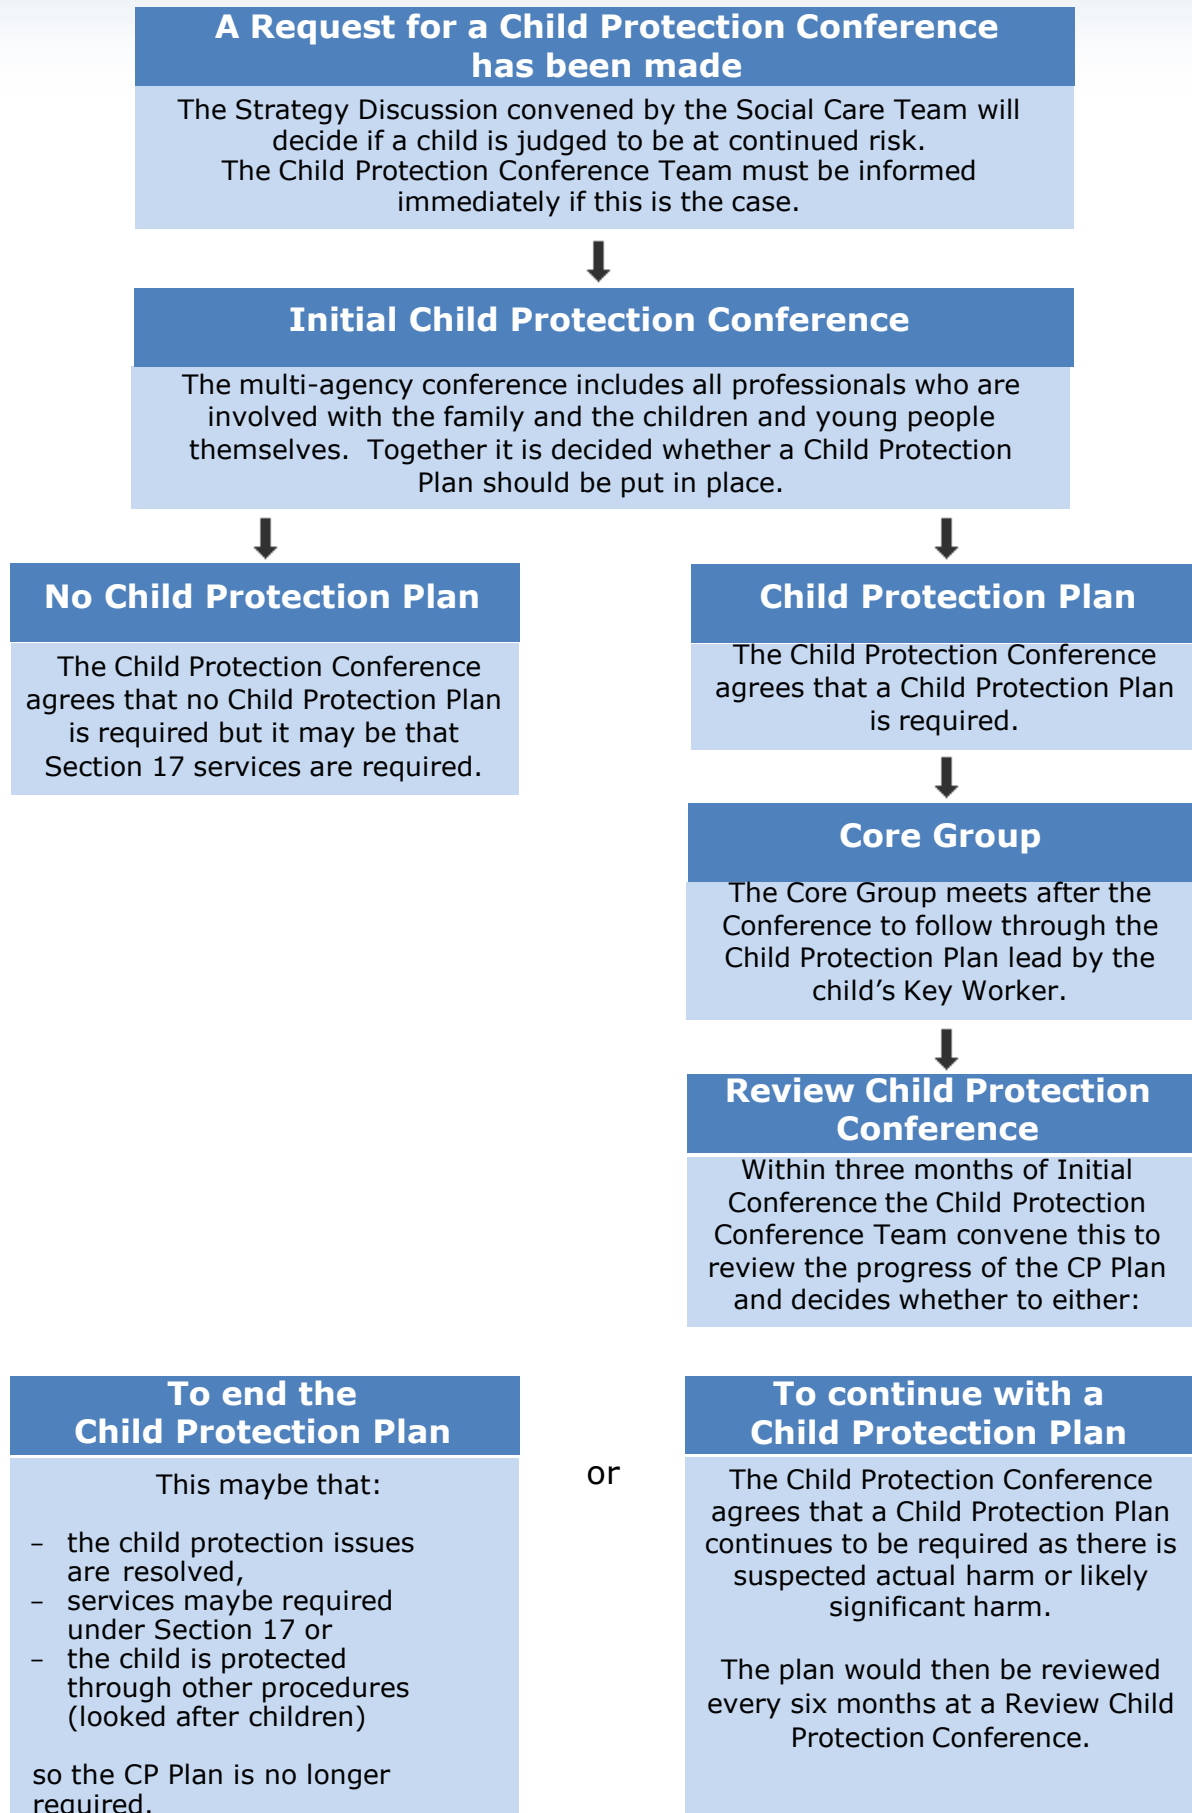 A Request for a Child Protection Conference
has been made
The Strategy Discussion convened by the Social Care Team will
decide if a child is judged to be at continued risk.
The Child Protection Conference Team must be informed
immediately if this is the case.
Initial Child Protection Conference
The multi-agency conference includes all professionals who are
involved with the family and the children and young people
themselves.  Together it is decided whether a Child Protection
Plan should be put in place.
No Child Protection Plan
The Child Protection Conference
agrees that no Child Protection Plan
is required but it may be that
Section 17 services are required.
Child Protection Plan
The Child Protection Conference
agrees that a Child Protection Plan
is required.
Core Group
The Core Group meets after the
Conference to follow through the
Child Protection Plan lead by the
child’s Key Worker.
Review Child Protection
Conference
Within three months of Initial
Conference the Child Protection
Conference Team convene this to
review the progress of the CP Plan
and decides whether to either:
To end the
Child Protection Plan
This maybe that:
– the child protection issues
are resolved,
– services maybe required
under Section 17 or
– the child is protected
through other procedures
(looked after children)
so the CP Plan is no longer
required.
or
To continue with a
Child Protection Plan
The Child Protection Conference
agrees that a Child Protection Plan
continues to be required as there is
suspected actual harm or likely
significant harm.
The plan would then be reviewed
every six months at a Review Child
Protection Conference.